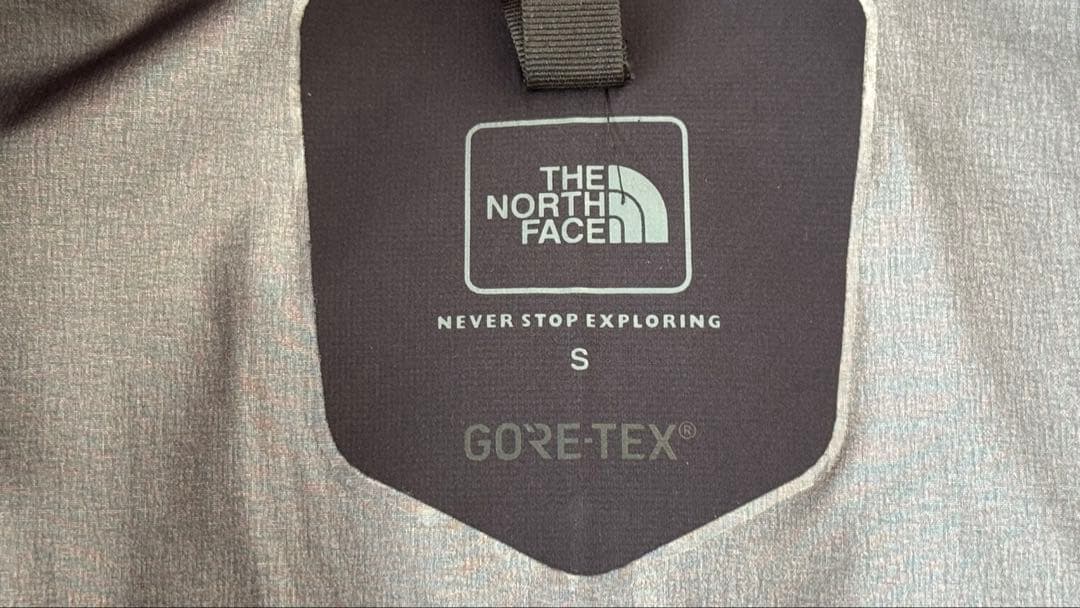 THE
NORTH
FACE
NEVER STOP EXPLORING
S
GORE-TEX®